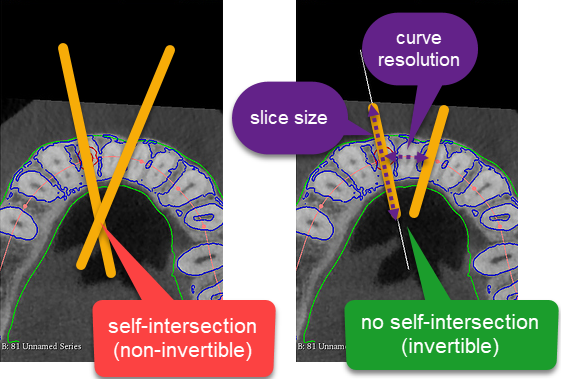 curve
resolution
slice size
self-intersection
(non-invertible)
no self-intersection
(invertible)
B: 81 Unnamed Series
B: 81 Unnamed Series